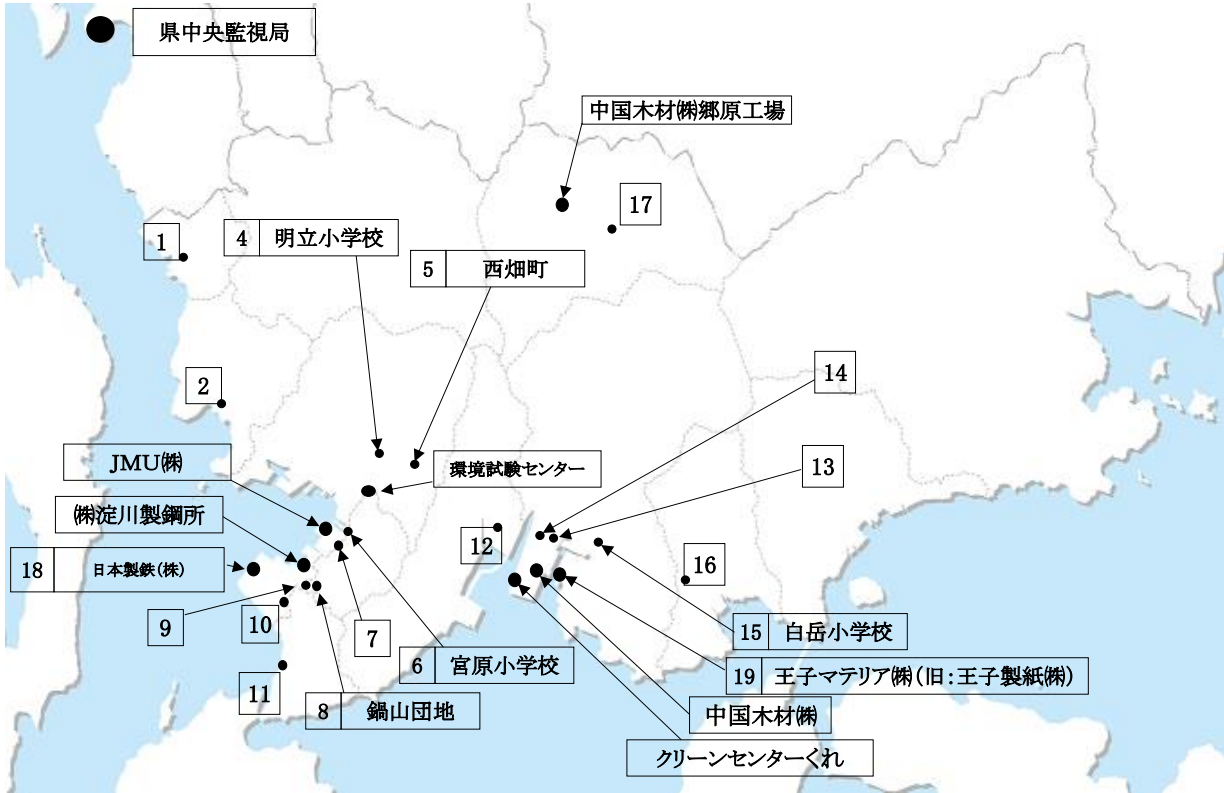 県中央監視局
中国木材㈱郷原工場
17
1
4 明立小学校
5 西畑町
2
14
JMU㈱
環境試験センター
13
㈱淀川製鋼所
12
18 日本製鉄(株)
16
9
10
7
15 白岳小学校
6 宮原小学校
19 王子マテリア㈱(旧:王子製紙㈱)
11
8 鍋山団地
中国木材㈱
クリーンセンターくれ